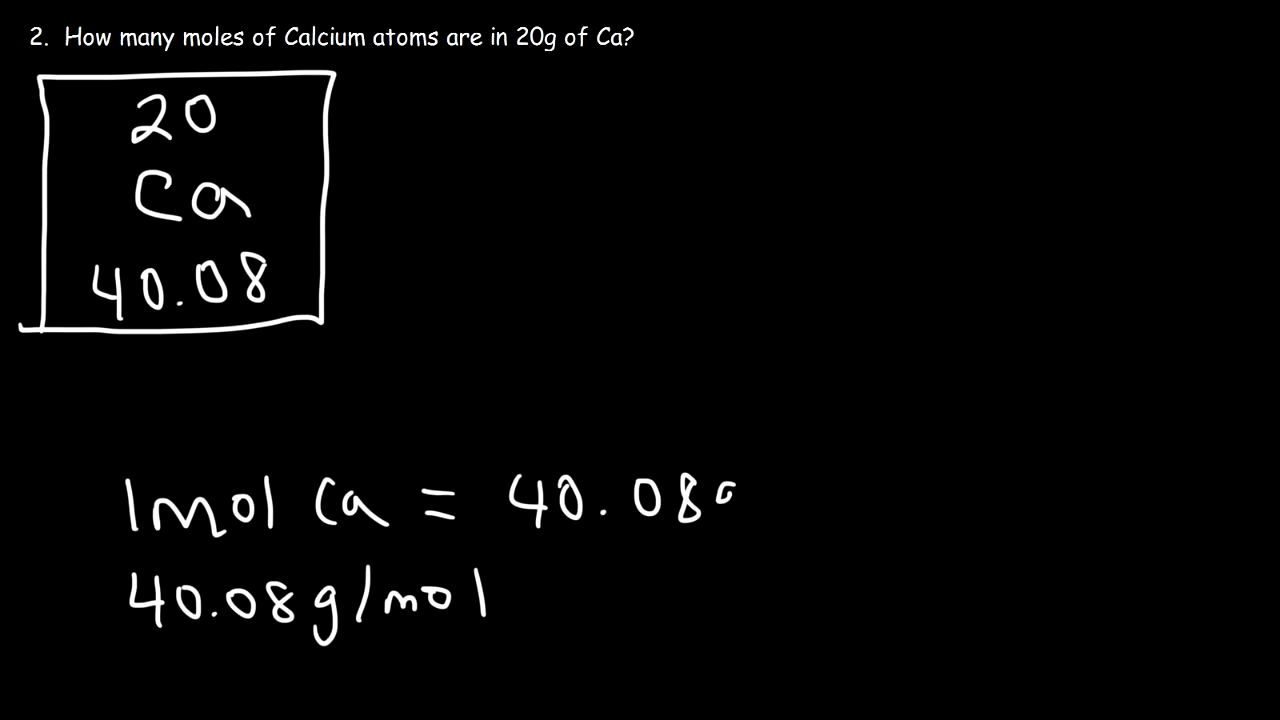 2. How many moles of Calcium atoms are in 20g of Ca?
20
Ca
40.08
1mol Ca = 40.08
40.08g/mol